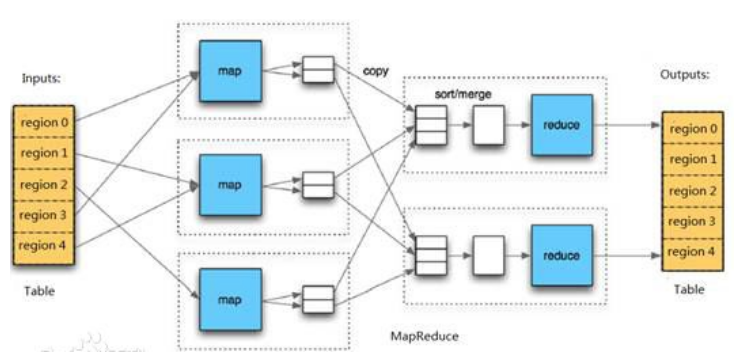 Inputs:
region 0
region 1
region 2
region 3
region 4
Table
map
map
map
copy
sort/merge
reduce
reduce
MapReduce
Outputs:
region 0
region 1
region 2
region 3
region 4
Table